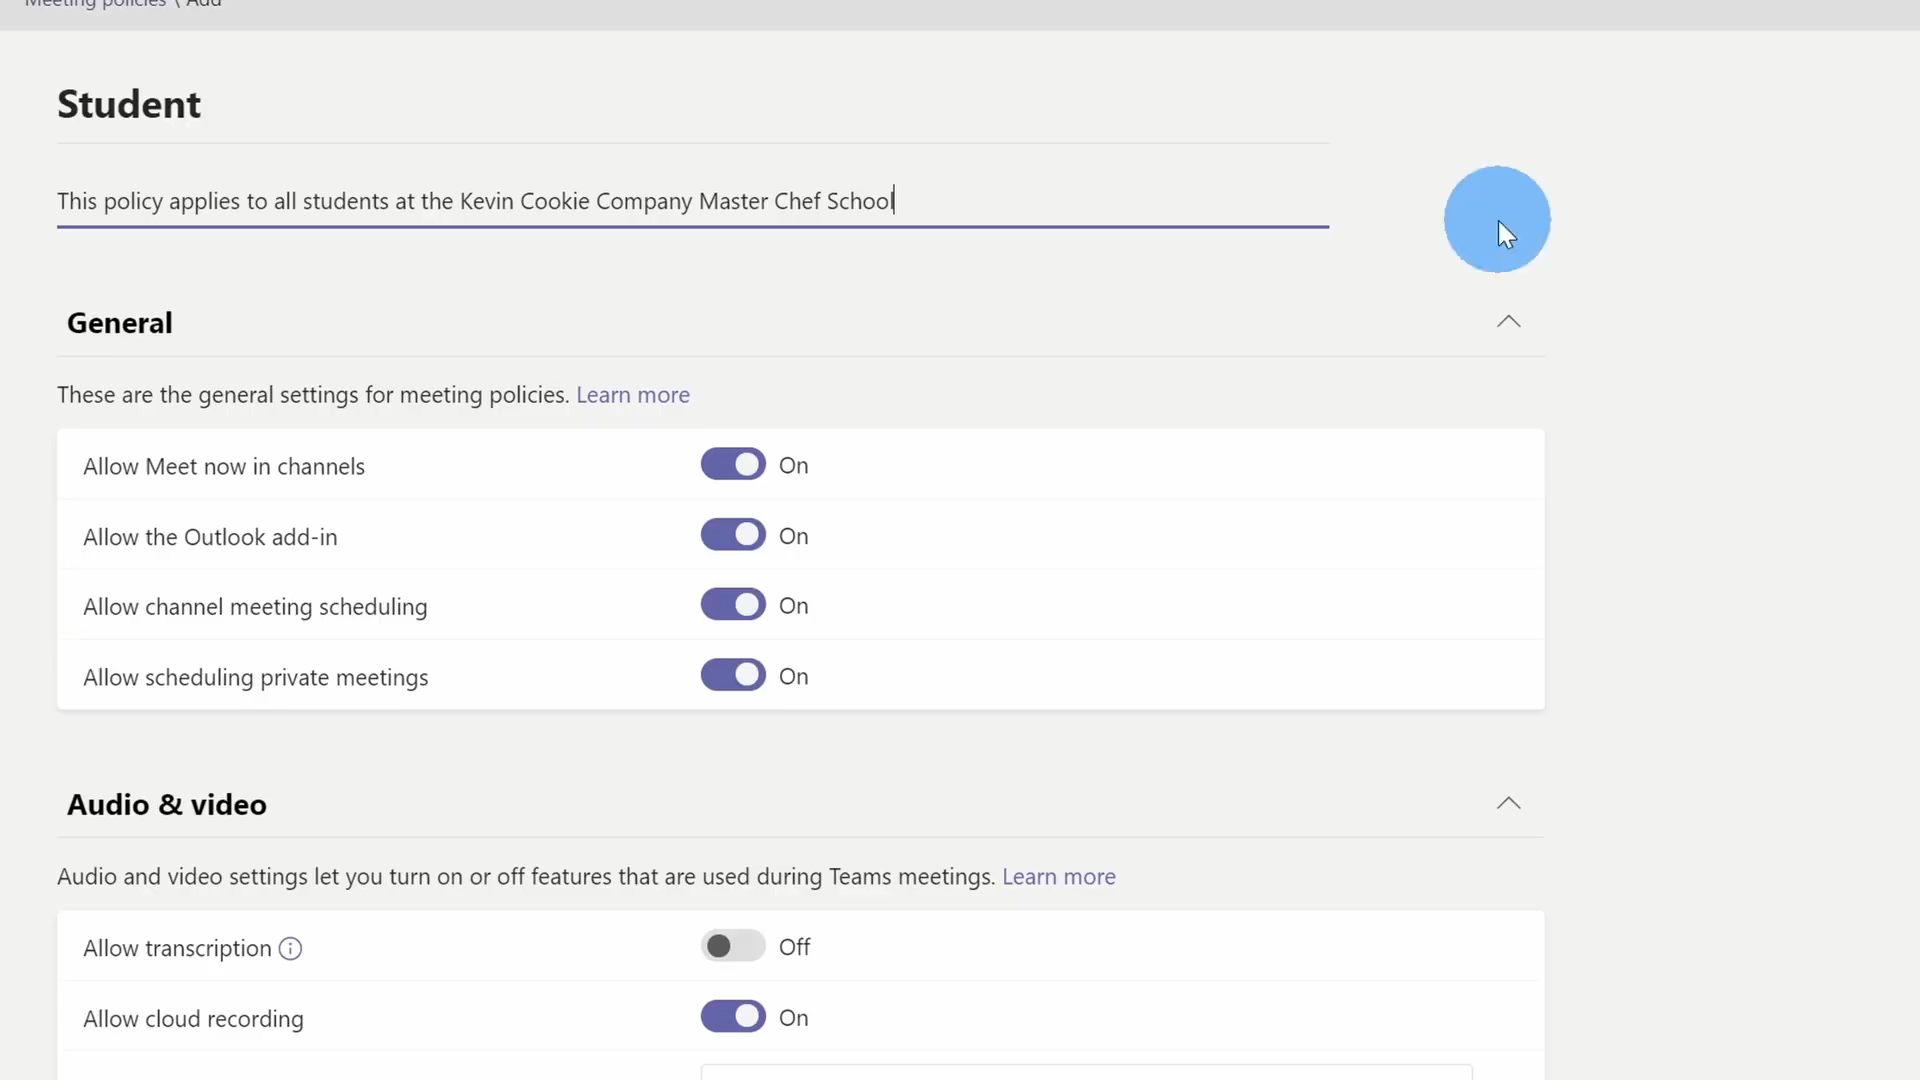 Meeting policies \ Add
Student
This policy applies to all students at the Kevin Cookie Company Master Chef School
General
These are the general settings for meeting policies. Learn more
Allow Meet now in channels On
Allow the Outlook add-in On
Allow channel meeting scheduling On
Allow scheduling private meetings On
Audio & video
Audio and video settings let you turn on or off features that are used during Teams meetings. Learn more
Allow transcription Off
Allow cloud recording On